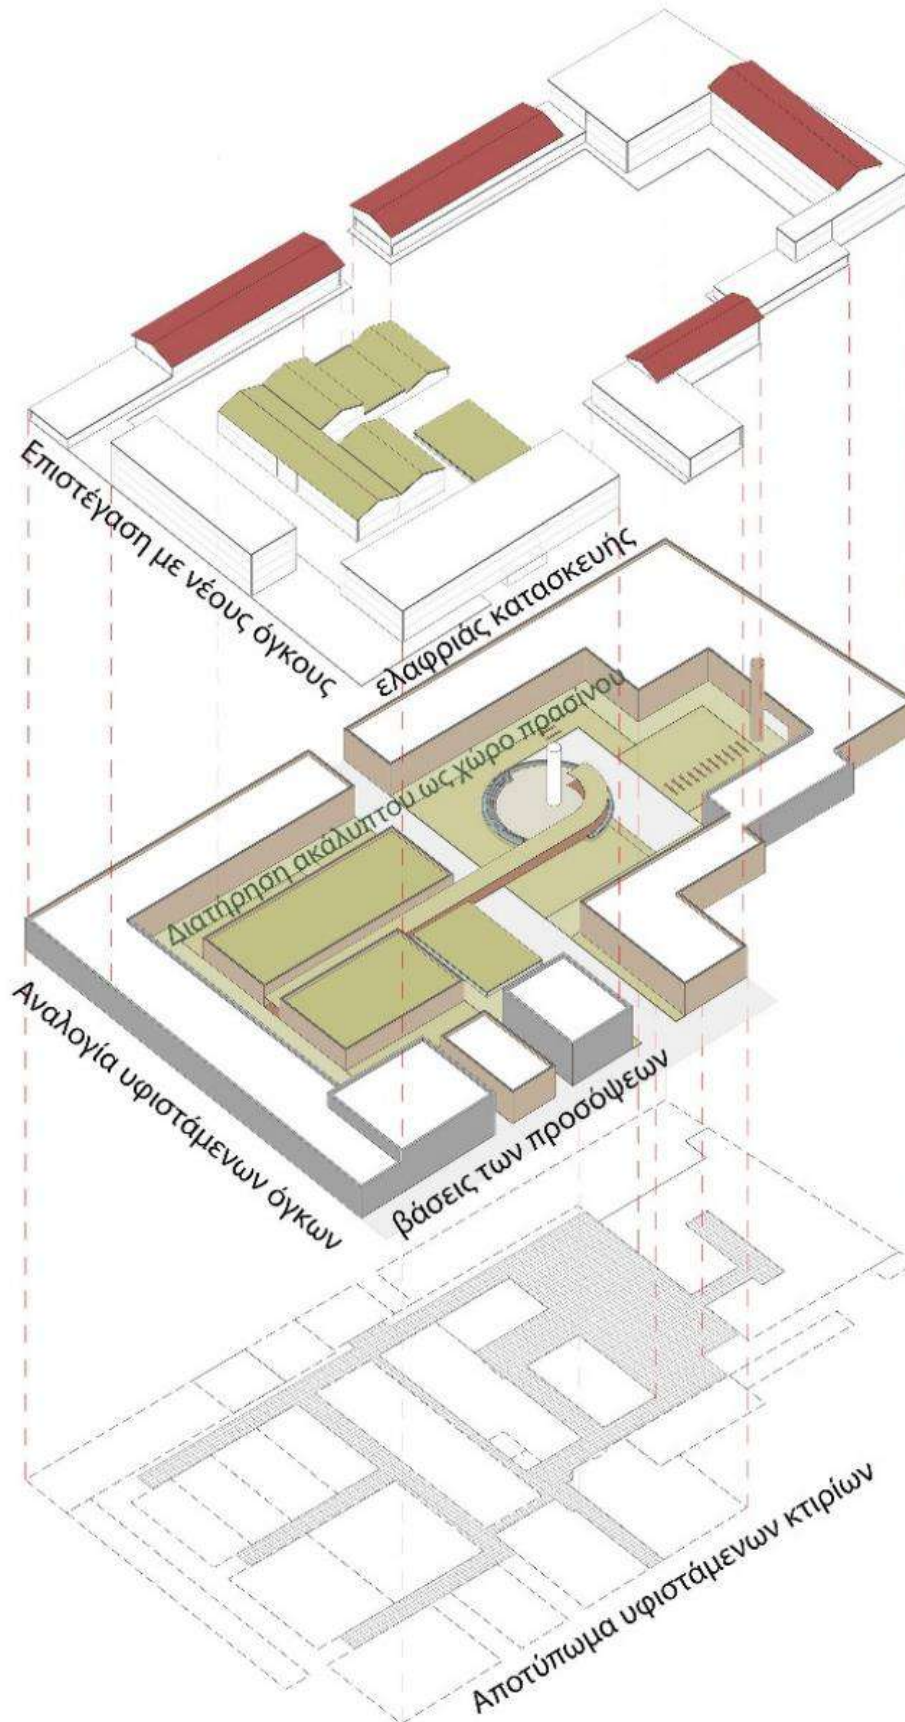 Επιστέγαση με νέους όγκους
ελαφριάς κατασκευής
Διατήρηση ακάλυπτου ως χώρο πρασίνου
Αναλογία υφιστάμενων όγκων
βάσεις των προσόψεων
Αποτύπωμα υφιστάμενων κτιρίων